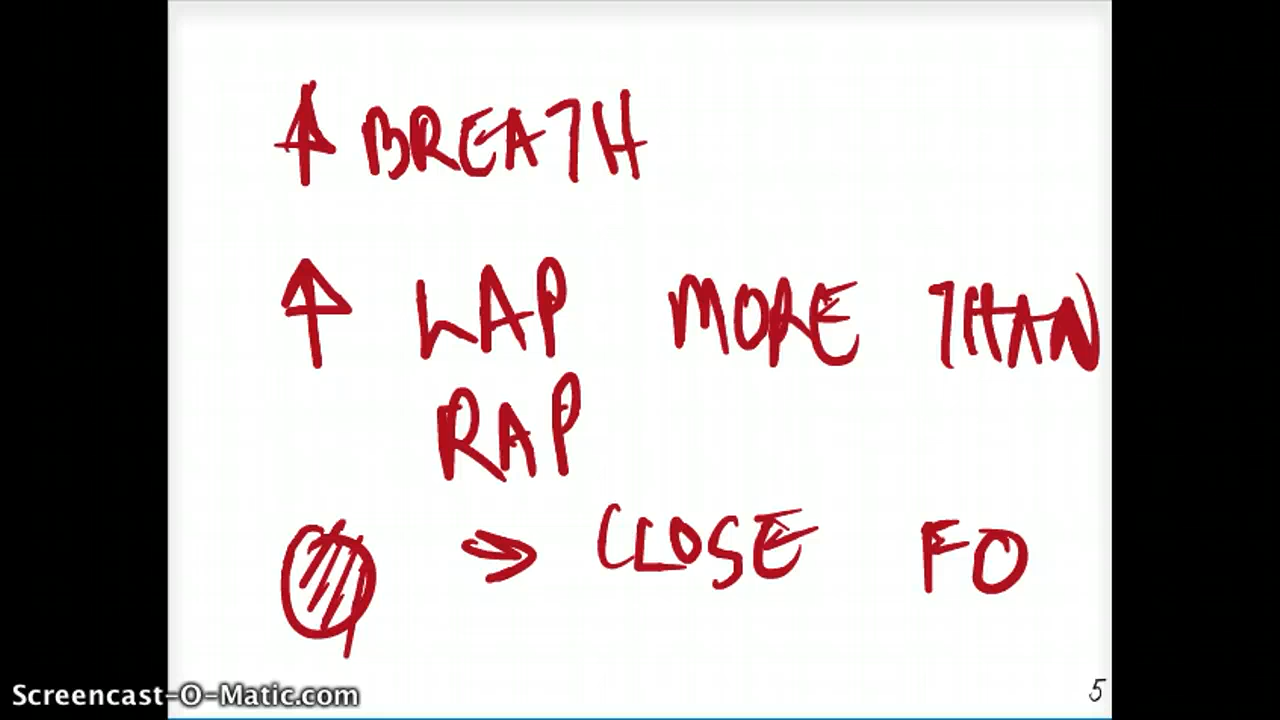 ↑ BREATH
↑ LAP MORE THAN
RAP
→ CLOSE FO
5
Screencast-O-Matic.com